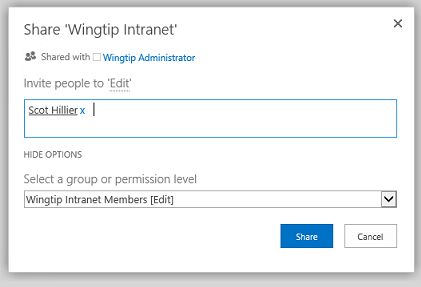 Share 'Wingtip Intranet'
Shared with Wingtip Administrator
Invite people to 'Edit'
Scot Hillier x
HIDE OPTIONS
Select a group or permission level
Wingtip Intranet Members [Edit]
Share Cancel